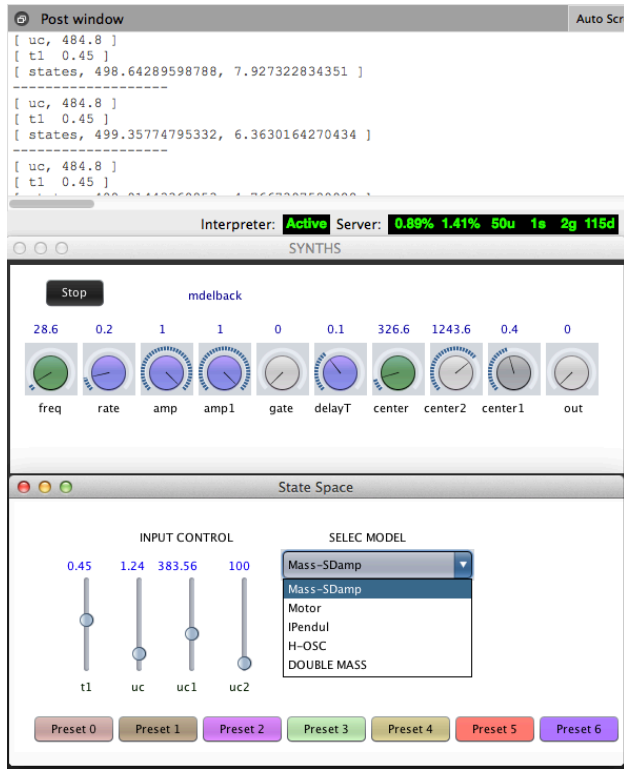 Post window Auto Scr
[ uc, 484.8 ]
[ t1 0.45 ]
[ states, 498.64289598788, 7.927322834351 ]
-------------------
[ uc, 484.8 ]
[ t1 0.45 ]
[ states, 499.35774795332, 6.3630164270434 ]
-------------------
[ uc, 484.8 ]
[ t1 0.45 ]
Interpreter: Active Server: 0.89% 1.41% 50u 1s 2g 115d
SYNTHS
Stop mdelback
28.6 0.2 1 1 0 0.1 326.6 1243.6 0.4 0
freq rate amp amp1 gate delayT center center2 center1 out
State Space
INPUT CONTROL SELEC MODEL
0.45 1.24 383.56 100 Mass-SDamp
Mass-SDamp
Motor
IPendul
H-OSC
DOUBLE MASS
t1 uc uc1 uc2
Preset 0 Preset 1 Preset 2 Preset 3 Preset 4 Preset 5 Preset 6